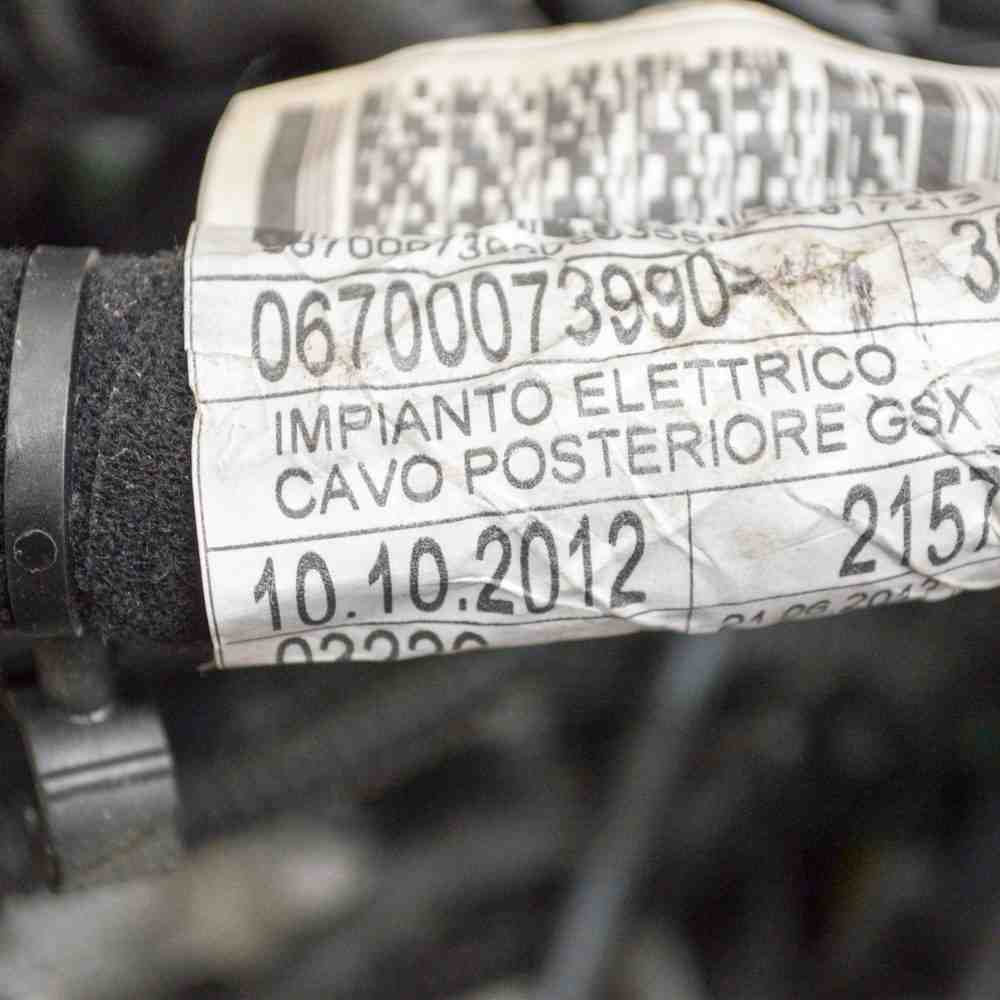 06700073990
IMPIANTO ELETTRICO
CAVO POSTERIORE GSX
10.10.2012
2157